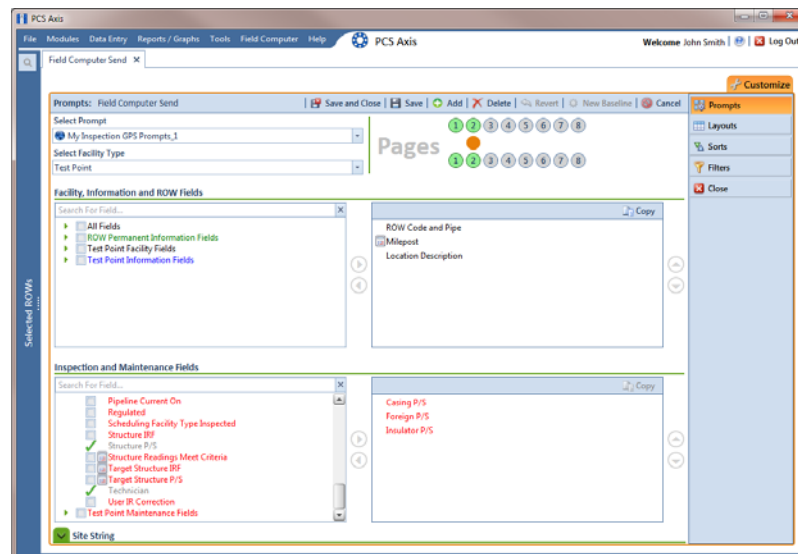 PCS Axis
File Modules Data Entry Reports / Graphs Tools Field Computer Help PCS Axis Welcome John Smith | | Log Out
Field Computer Send X
Customize
Prompts: Field Computer Send | Save and Close | Save | Add | Delete | Revert | New Baseline | Cancel
Prompts
Layouts
Sorts
Filters
Close
Select Prompt
My Inspection GPS Prompts_1
Select Facility Type
Test Point
Pages
1 2 3 4 5 6 7 8
1 2 3 4 5 6 7 8
Facility, Information and ROW Fields
Search For Field... X
All Fields
ROW Permanent Information Fields
Test Point Facility Fields
Test Point Information Fields
Copy
ROW Code and Pipe
Milepost
Location Description
Selected ROWs
Inspection and Maintenance Fields
Search For Field... X
Pipeline Current On
Regulated
Scheduling Facility Type Inspected
Structure IRF
Structure P/S
Structure Readings Meet Criteria
Target Structure IRF
Target Structure P/S
Technician
User IR Correction
Test Point Maintenance Fields
Copy
Casing P/S
Foreign P/S
Insulator P/S
Site String